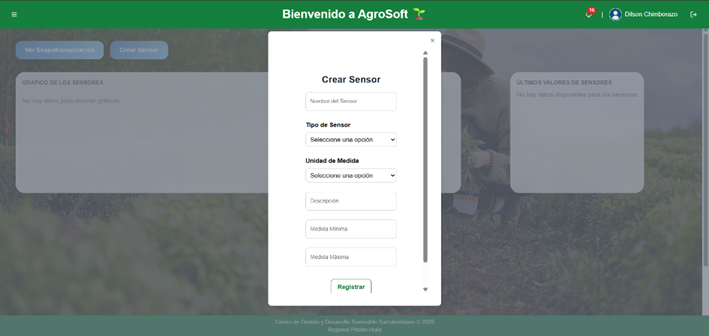 Bienvenido a AgroSoft
16
| Dilson Chimborazo
Ver Evapotranspiración
Crear Sensor
×
GRÁFICO DE LOS SENSORES
No hay datos para mostrar gráficos.
ÚLTIMOS VALORES DE SENSORES
No hay datos disponibles para los sensores.
Crear Sensor
Nombre del Sensor
Tipo de Sensor
Seleccione una opción
Unidad de Medida
Seleccione una opción
Descripción
Medida Mínima
Medida Máxima
Registrar
Centro de Gestión y Desarrollo Sostenible Surcolombiano © 2025.
Regional Pitalito-Huila